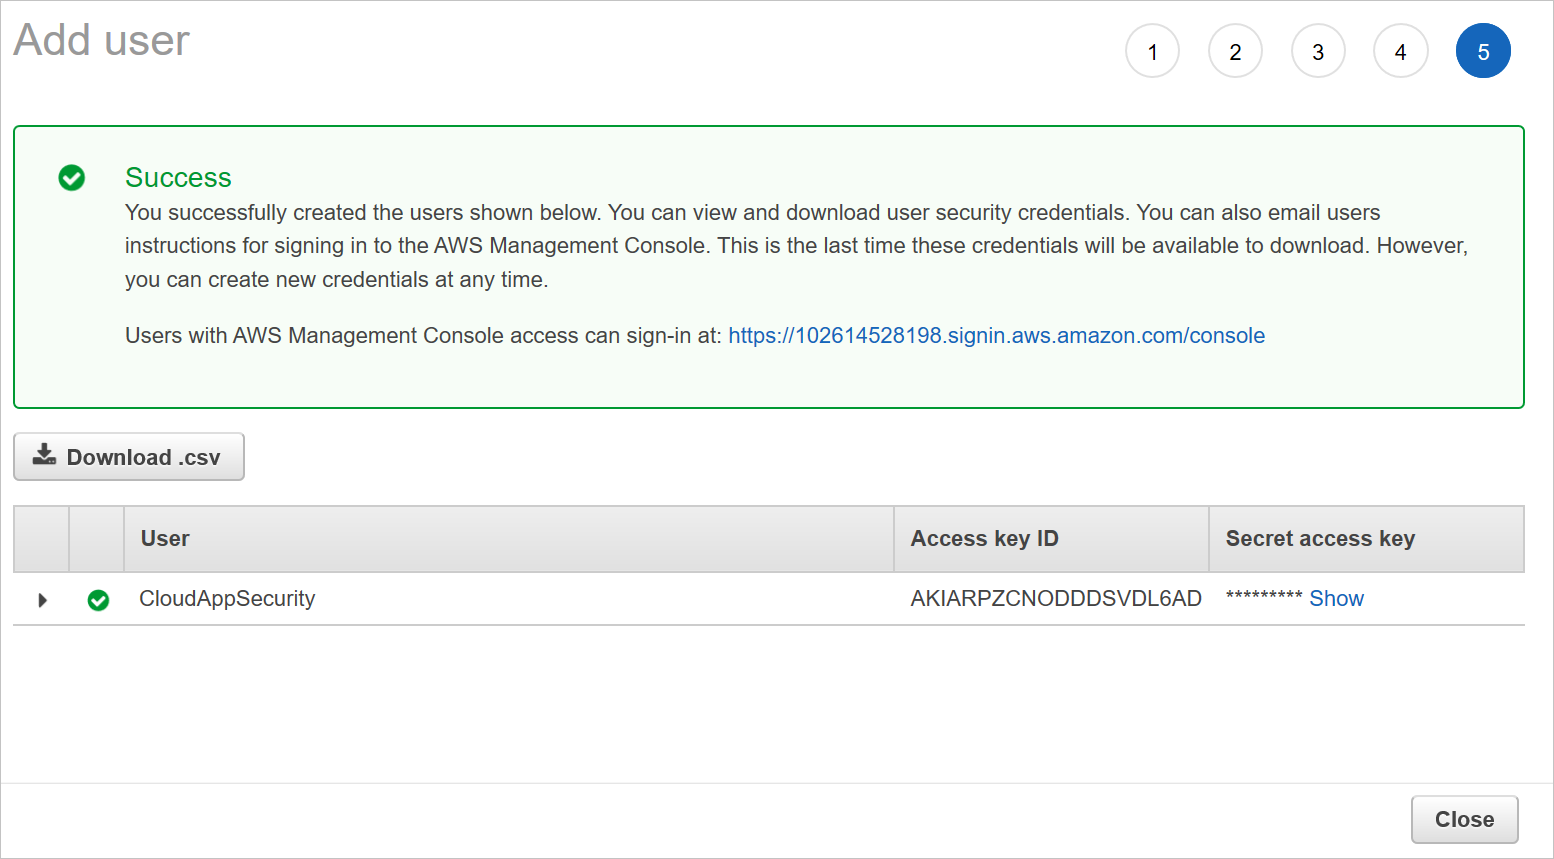 Add user
1 2 3 4 5
Success
You successfully created the users shown below. You can view and download user security credentials. You can also email users
instructions for signing in to the AWS Management Console. This is the last time these credentials will be available to download. However,
you can create new credentials at any time.
Users with AWS Management Console access can sign-in at: https://102614528198.signin.aws.amazon.com/console
Download .csv
User Access key ID Secret access key
CloudAppSecurity AKIARPZCNODDDSVDL6AD ********* Show
Close